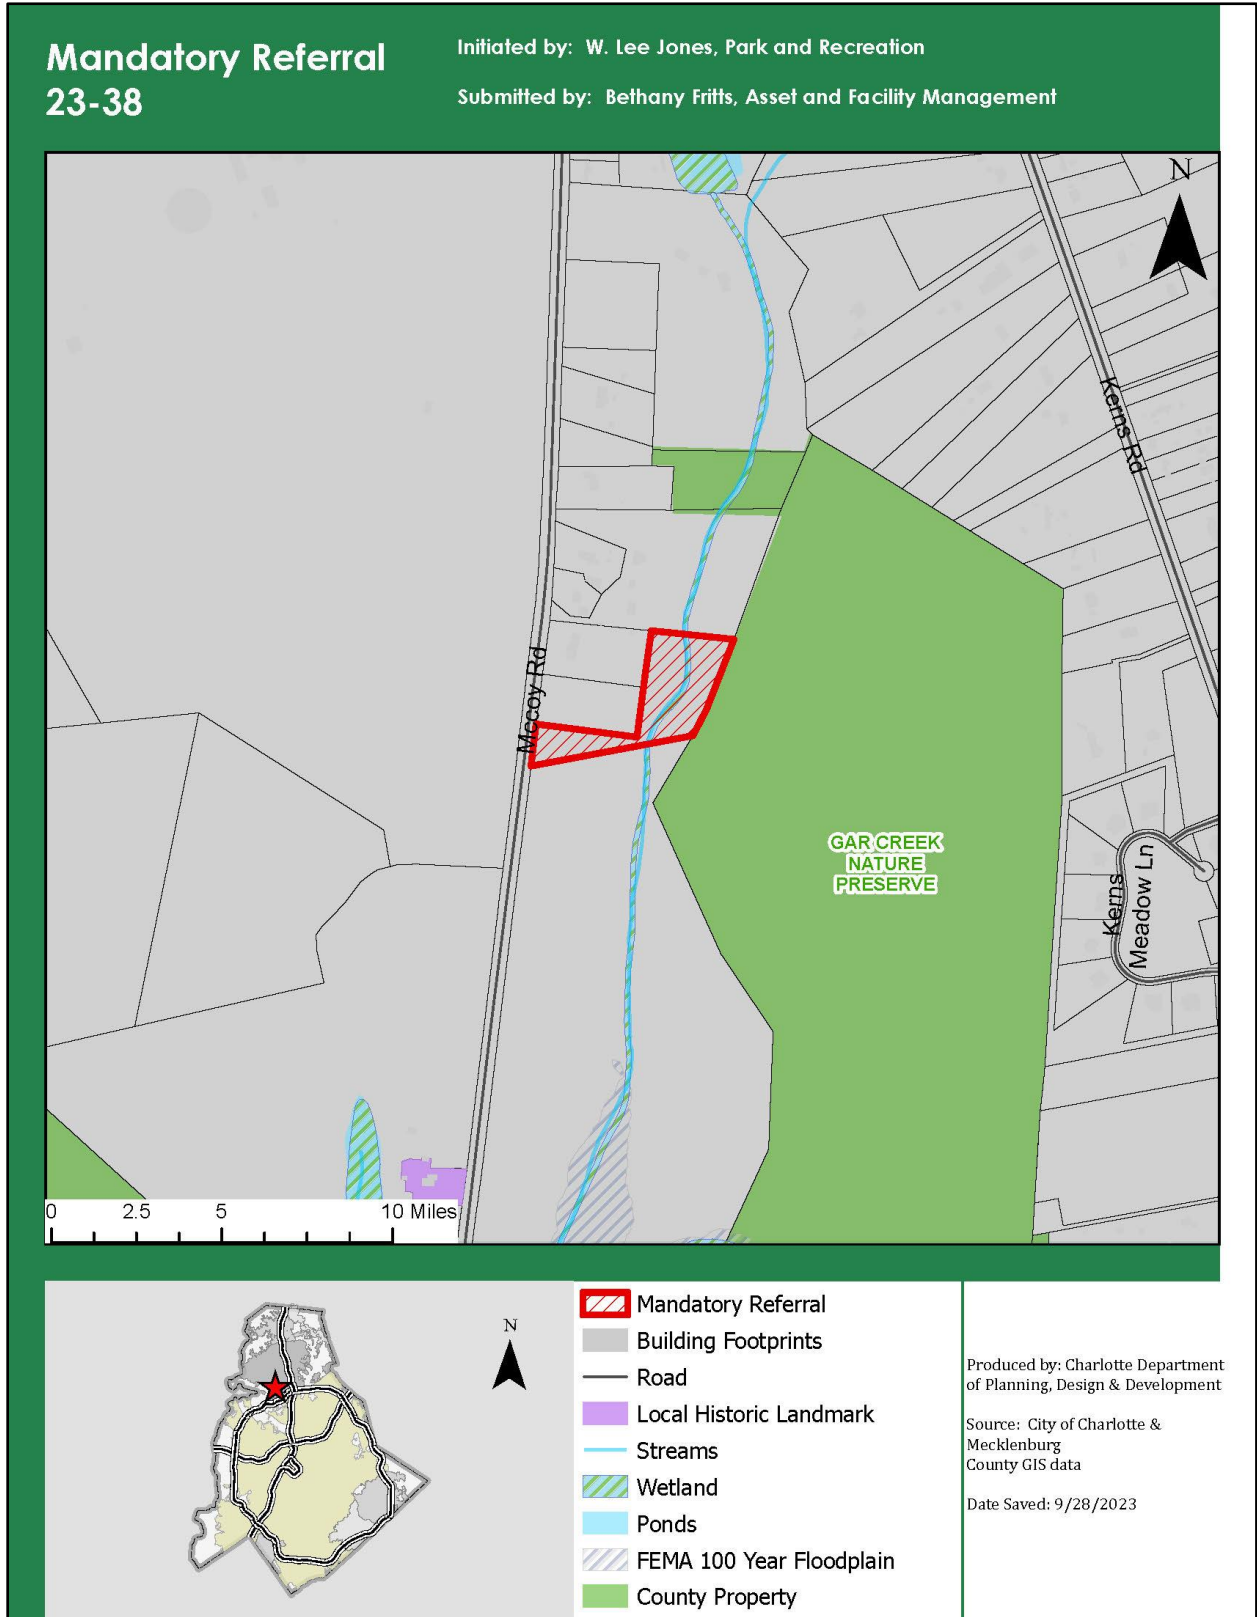 Mandatory Referral
23-38
Initiated by: W. Lee Jones, Park and Recreation
Submitted by: Bethany Fritts, Asset and Facility Management
N
Kerns Rd
Mccoy Rd
GAR CREEK
NATURE
PRESERVE
Kerns
Meadow Ln
0 2.5 5 10 Miles
N
Mandatory Referral
Building Footprints
Road
Local Historic Landmark
Streams
Wetland
Ponds
FEMA 100 Year Floodplain
County Property
Produced by: Charlotte Department
of Planning, Design & Development
Source: City of Charlotte &
Mecklenburg
County GIS data
Date Saved: 9/28/2023